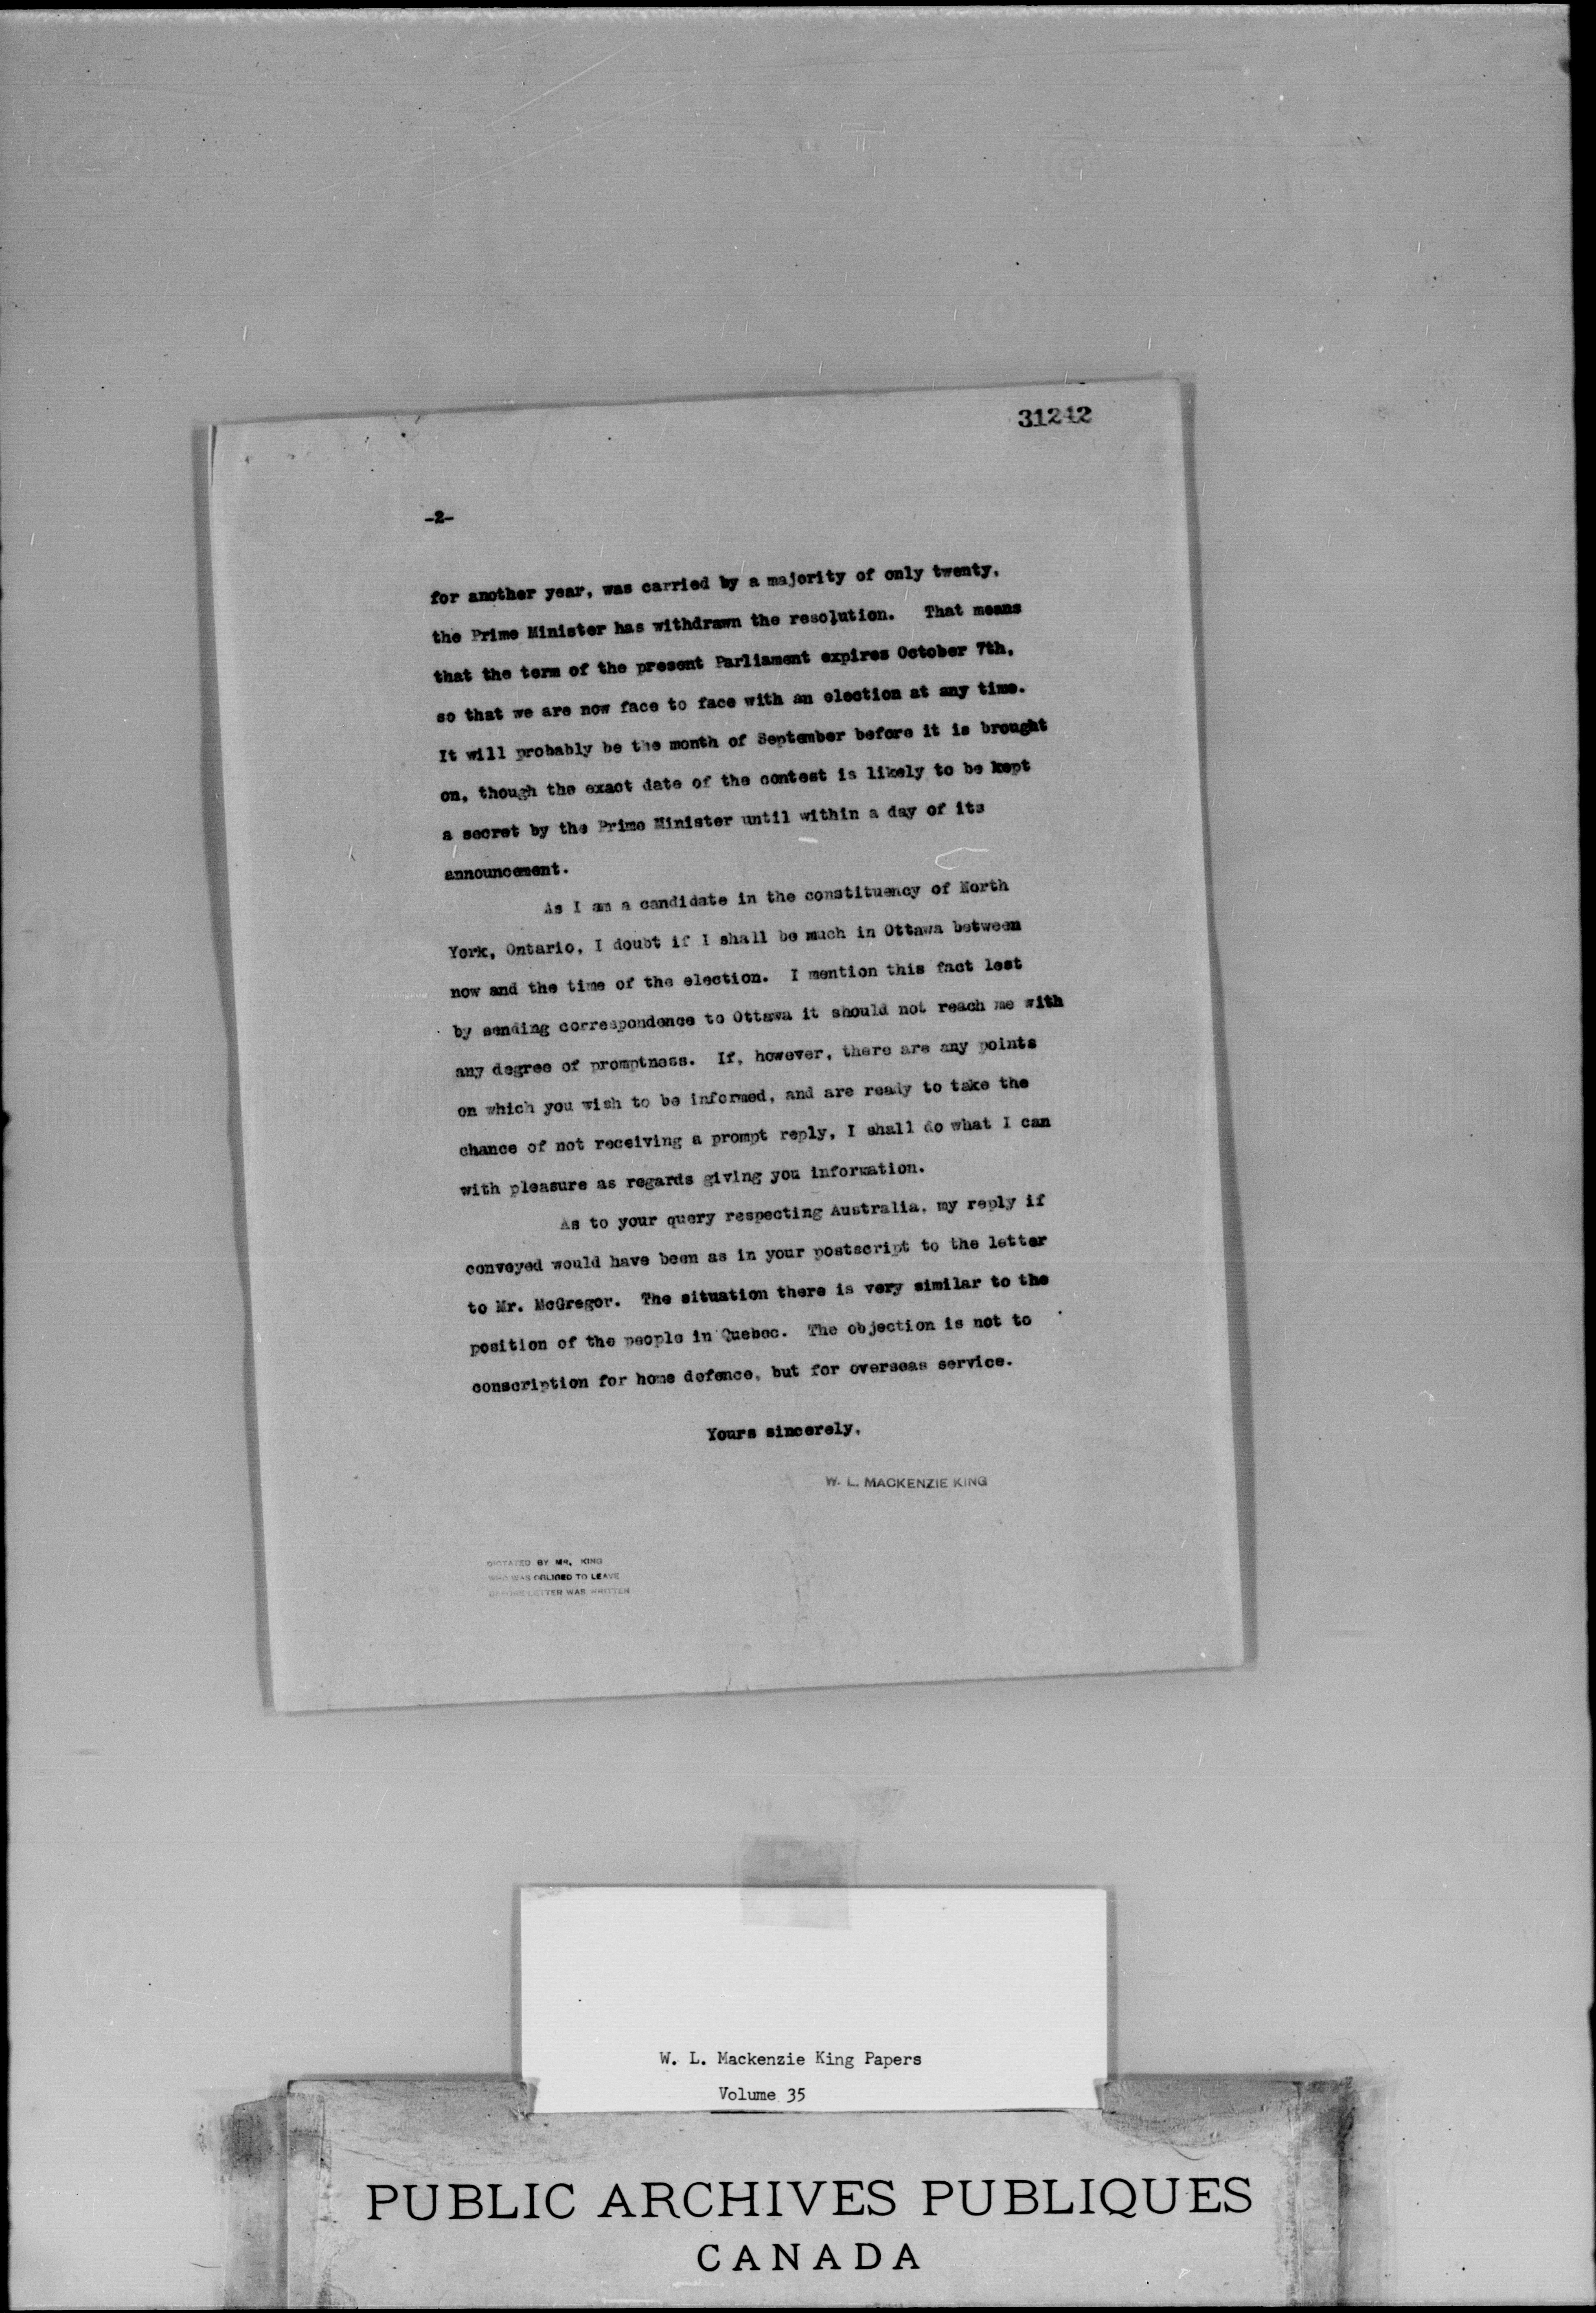 31242
-2-
for another year, was carried by a majority of only twenty,
the Prime Minister has withdrawn the resolution. That means
that the term of the present Parliament expires October 7th,
so that we are now face to face with an election at any time.
It will probably be the month of September before it is brought
on, though the exact date of the contest is likely to be kept
a secret by the Prime Minister until within a day of its
announcement.
As I am a candidate in the constituency of North
York, Ontario, I doubt if I shall be much in Ottawa between
now and the time of the election. I mention this fact lest
by sending correspondence to Ottawa it should not reach me with
any degree of promptness. If, however, there are any points
on which you wish to be informed, and are ready to take the
chance of not receiving a prompt reply, I shall do what I can
with pleasure as regards giving you information.
As to your query respecting Australia, my reply if
conveyed would have been as in your postscript to the letter
to Mr. McGregor. The situation there is very similar to the
position of the people in Quebec. The objection is not to
conscription for home defence, but for overseas service.
Yours sincerely,
W. L. MACKENZIE KING
DICTATED BY MR. KING
WHO WAS OBLIGED TO LEAVE
BEFORE LETTER WAS WRITTEN
W. L. Mackenzie King Papers
Volume 35
PUBLIC ARCHIVES PUBLIQUES
CANADA